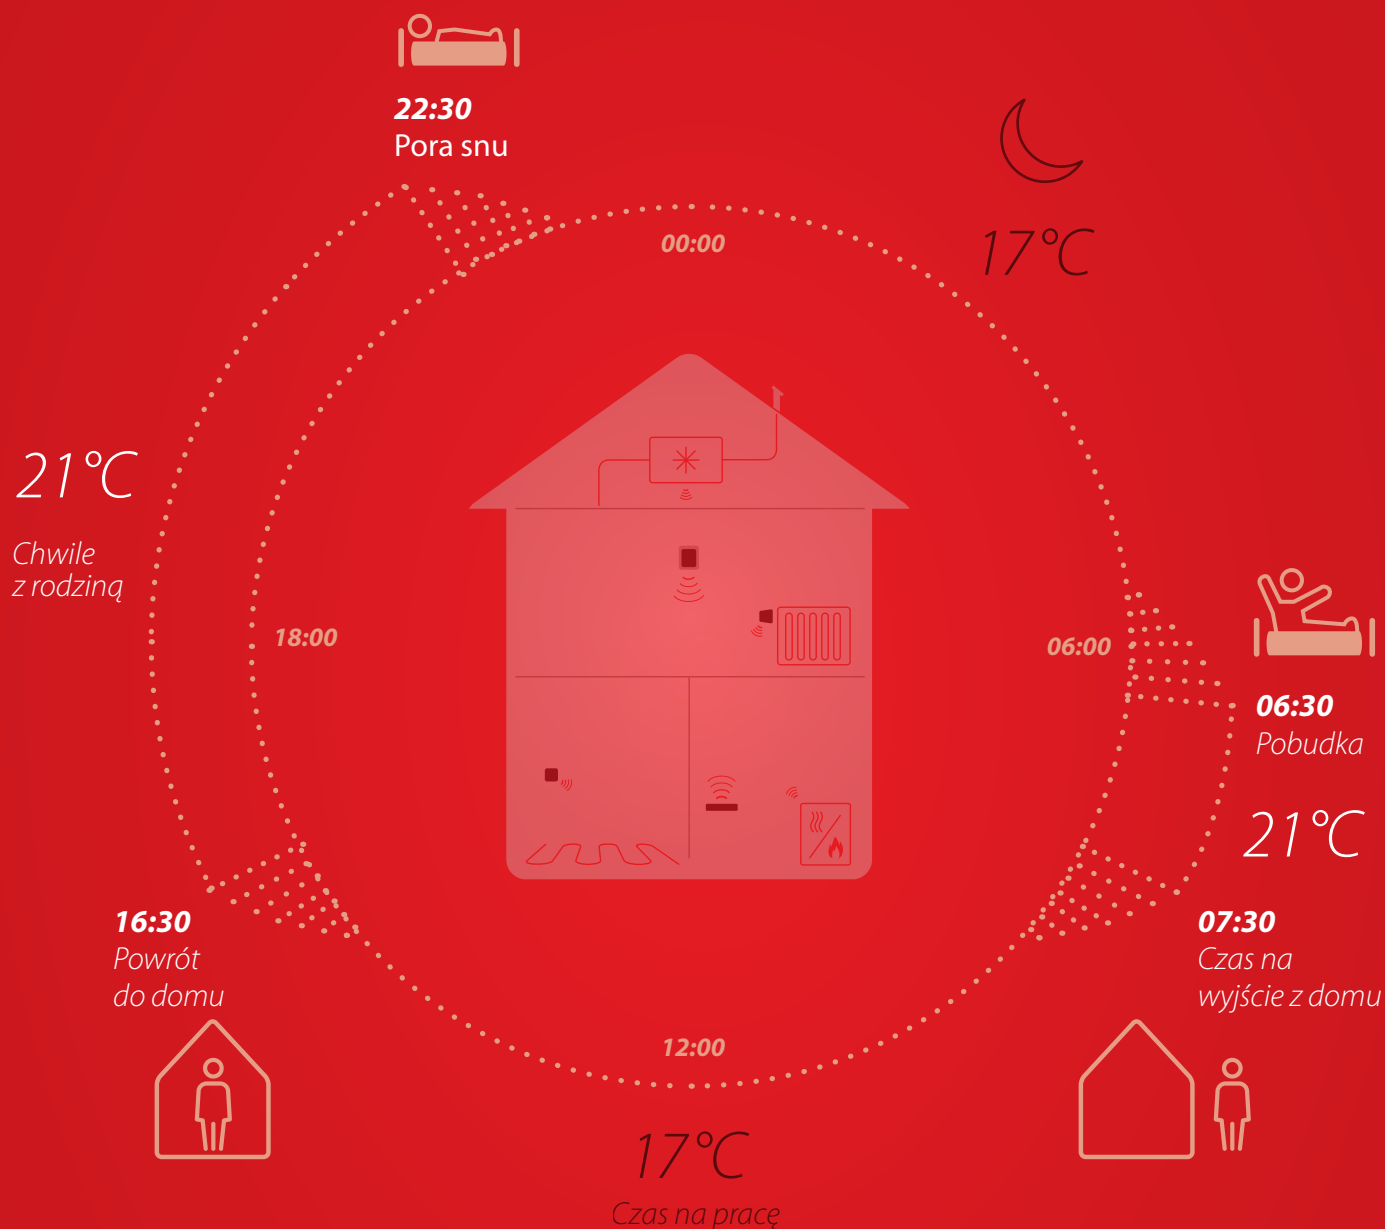 22:30
Pora snu
17°C
00:00
21°C
Chwile
z rodziną
18:00
06:00
06:30
Pobudka
21°C
16:30
Powrót
do domu
07:30
Czas na
wyjście z domu
12:00
17°C
Czas na pracę